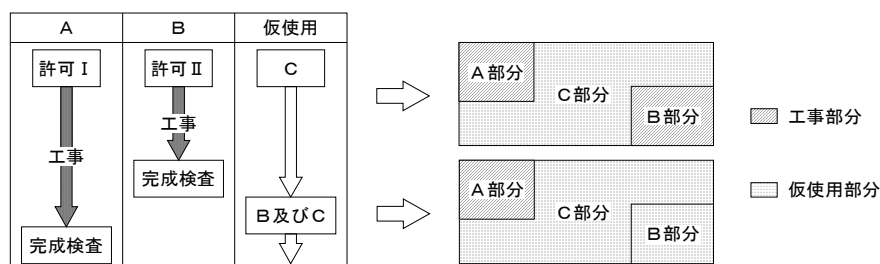 A
B
仮使用
許可Ⅰ
許可Ⅱ
C
工事
工事
完成検査
B及びC
完成検査
A部分
C部分
B部分
A部分
C部分
B部分
工事部分
仮使用部分